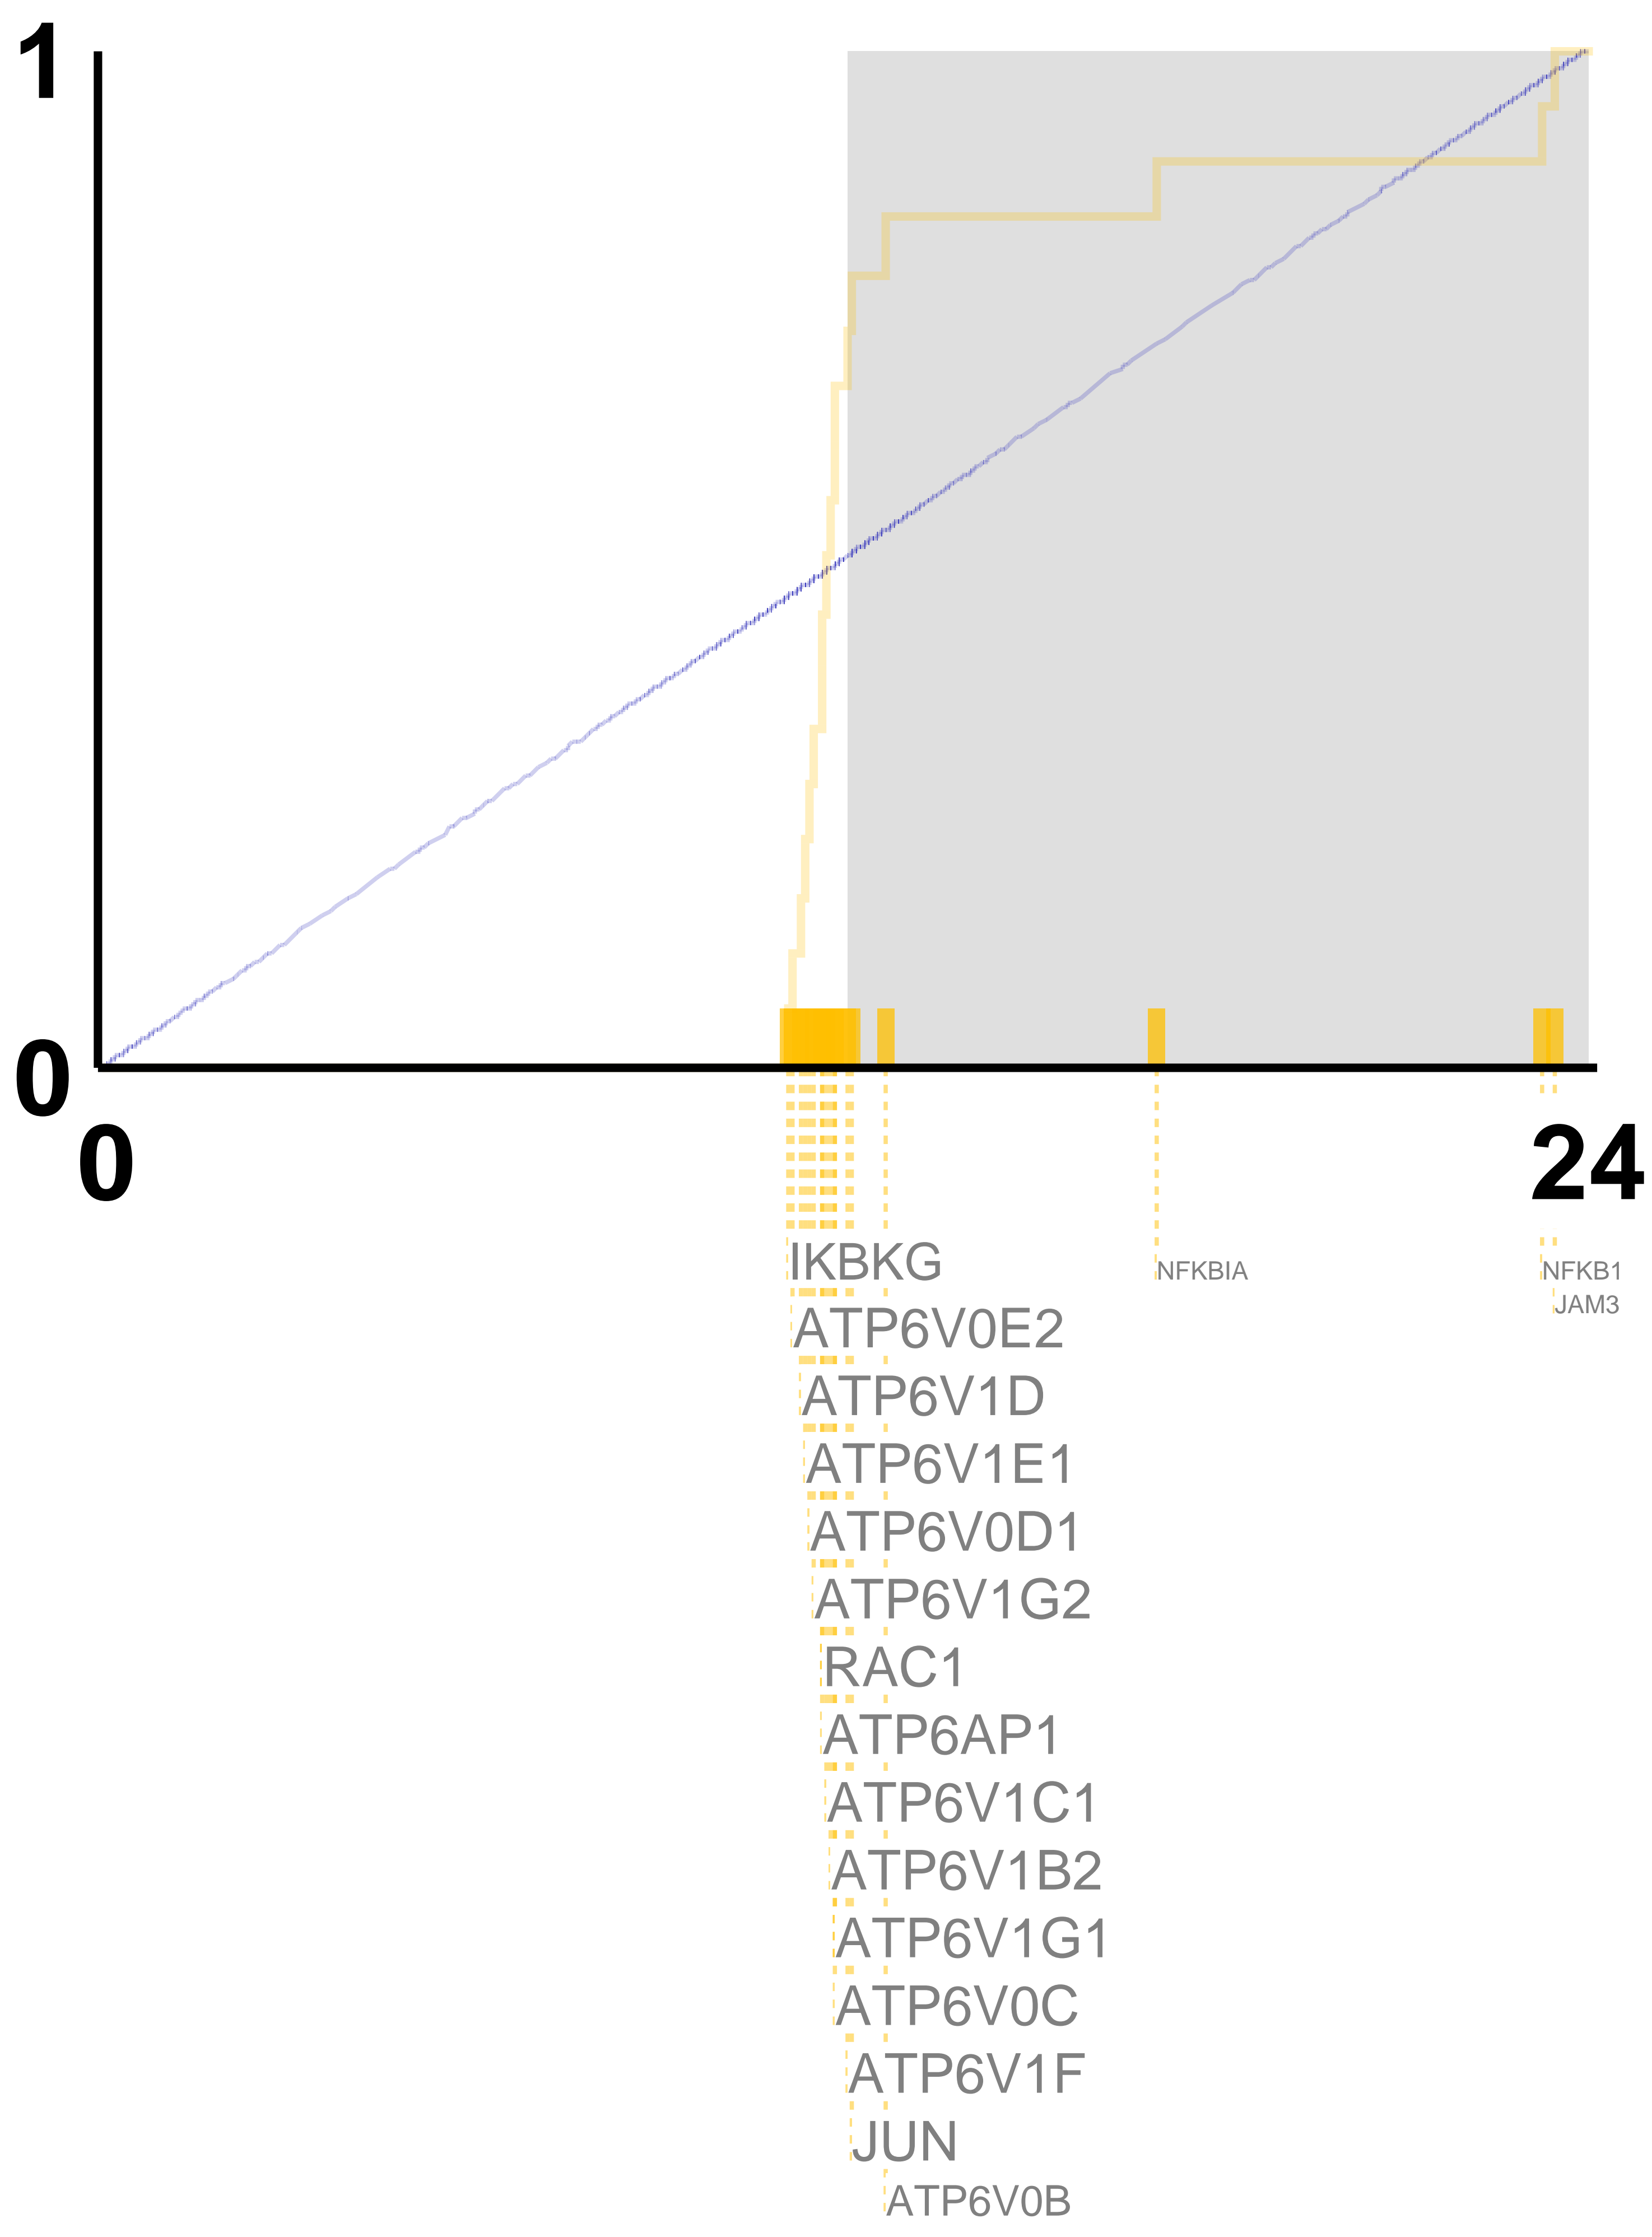 1
0
0
24
IKBKG
NFKBIA
NFKB1
JAM3
ATP6V0E2
ATP6V1D
ATP6V1E1
ATP6V0D1
ATP6V1G2
RAC1
ATP6AP1
ATP6V1C1
ATP6V1B2
ATP6V1G1
ATP6V0C
ATP6V1F
JUN
ATP6V0B